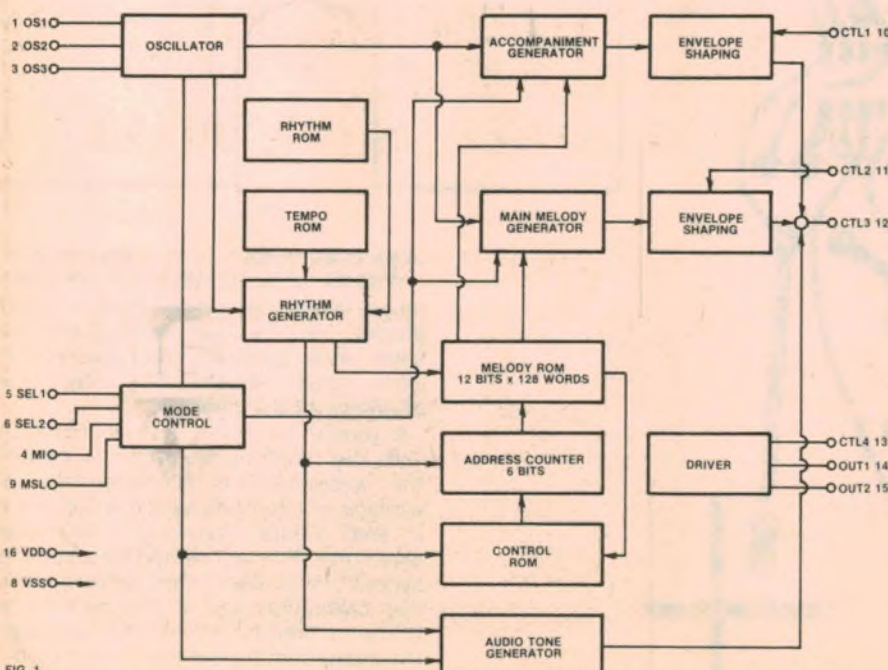 1 OS1
2 OS2
3 OS3
OSCILLATOR
ACCOMPANIMENT
GENERATOR
ENVELOPE
SHAPING
CTL1 10
RHYTHM
ROM
TEMPO
ROM
MAIN MELODY
GENERATOR
ENVELOPE
SHAPING
CTL2 11
CTL3 12
RHYTHM
GENERATOR
MELODY ROM
12 BITS x 128 WORDS
5 SEL1
6 SEL2
4 MI
9 MSL
MODE
CONTROL
ADDRESS COUNTER
6 BITS
DRIVER
CTL4 13
OUT1 14
OUT2 15
16 VDD
8 VSS
CONTROL
ROM
AUDIO TONE
GENERATOR
FIG. 1